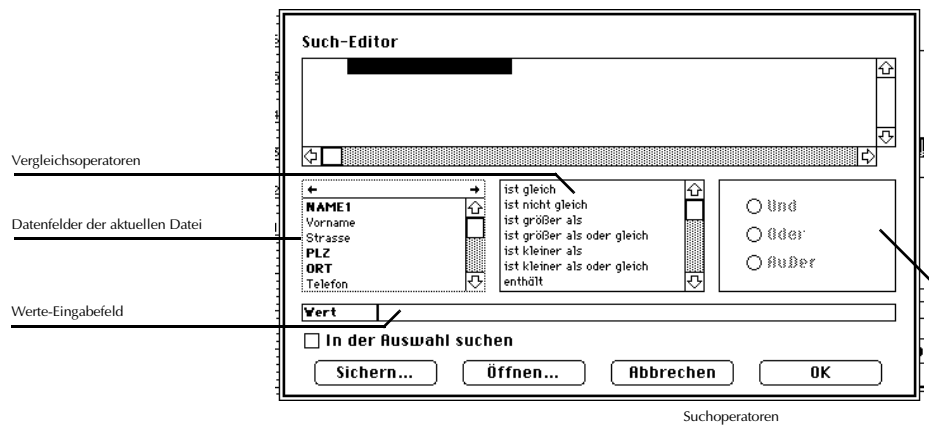 Such-Editor
Vergleichsoperatoren
Datenfelder der aktuellen Datei
Werte-Eingabefeld
NAME1
Vorname
Strasse
PLZ
ORT
Telefon
ist gleich
ist nicht gleich
ist größer als
ist größer als oder gleich
ist kleiner als
ist kleiner als oder gleich
enthält
Und
Oder
Außer
Wert
In der Auswahl suchen
Sichern...
Öffnen...
Abbrechen
OK
Suchoperatoren